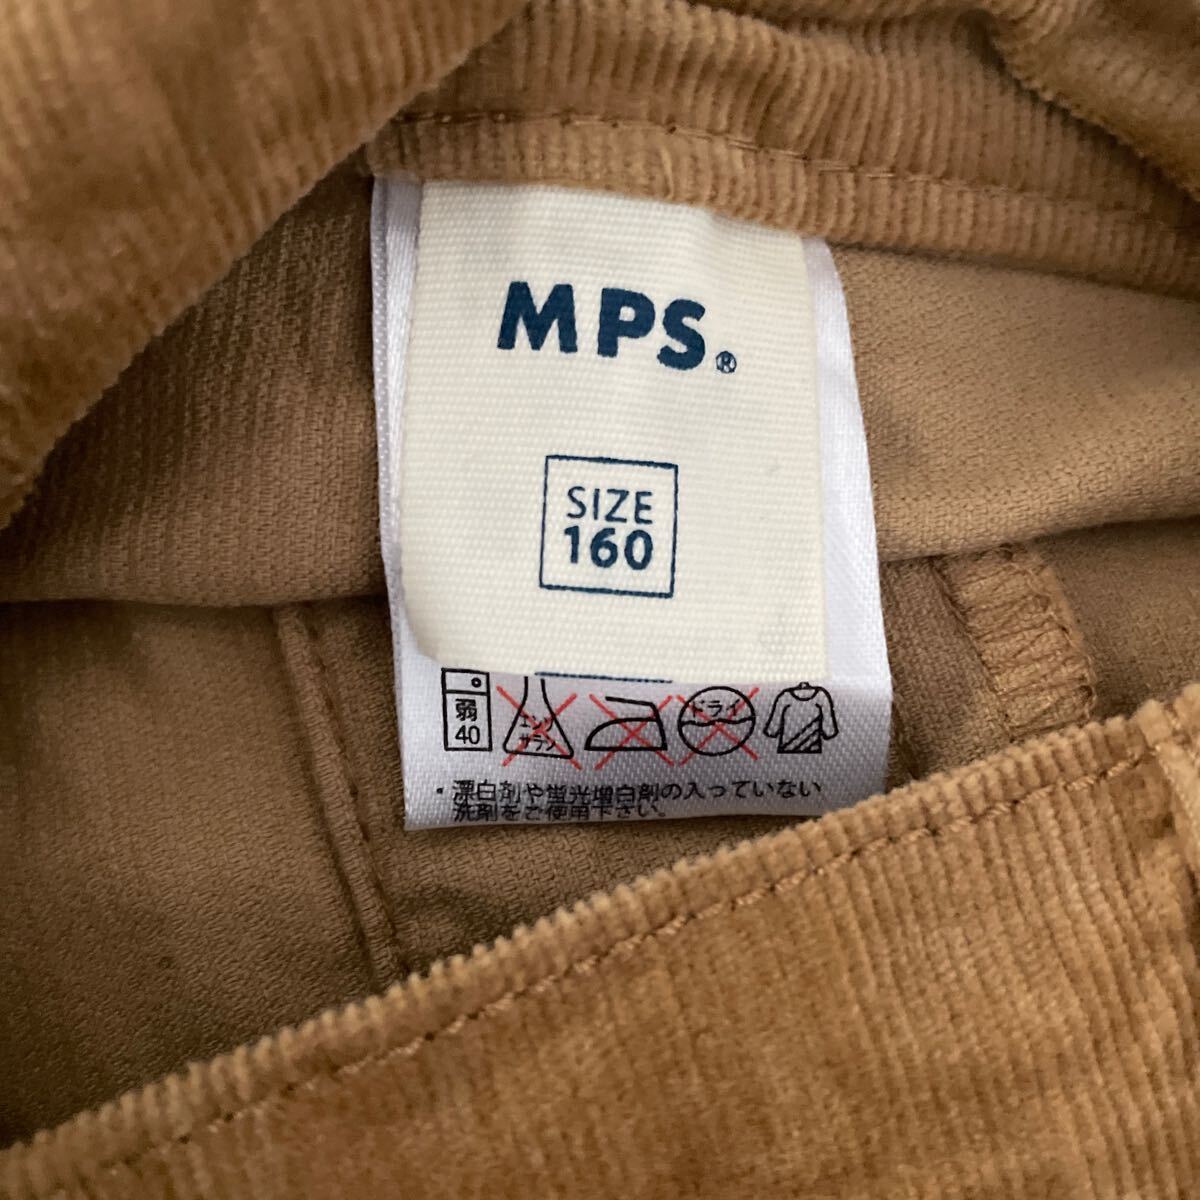 MPS®
SIZE
160
弱
40
エンソ
サラシ
ドライ
・漂白剤や蛍光増白剤の入っていない
洗剤をご使用下さい。